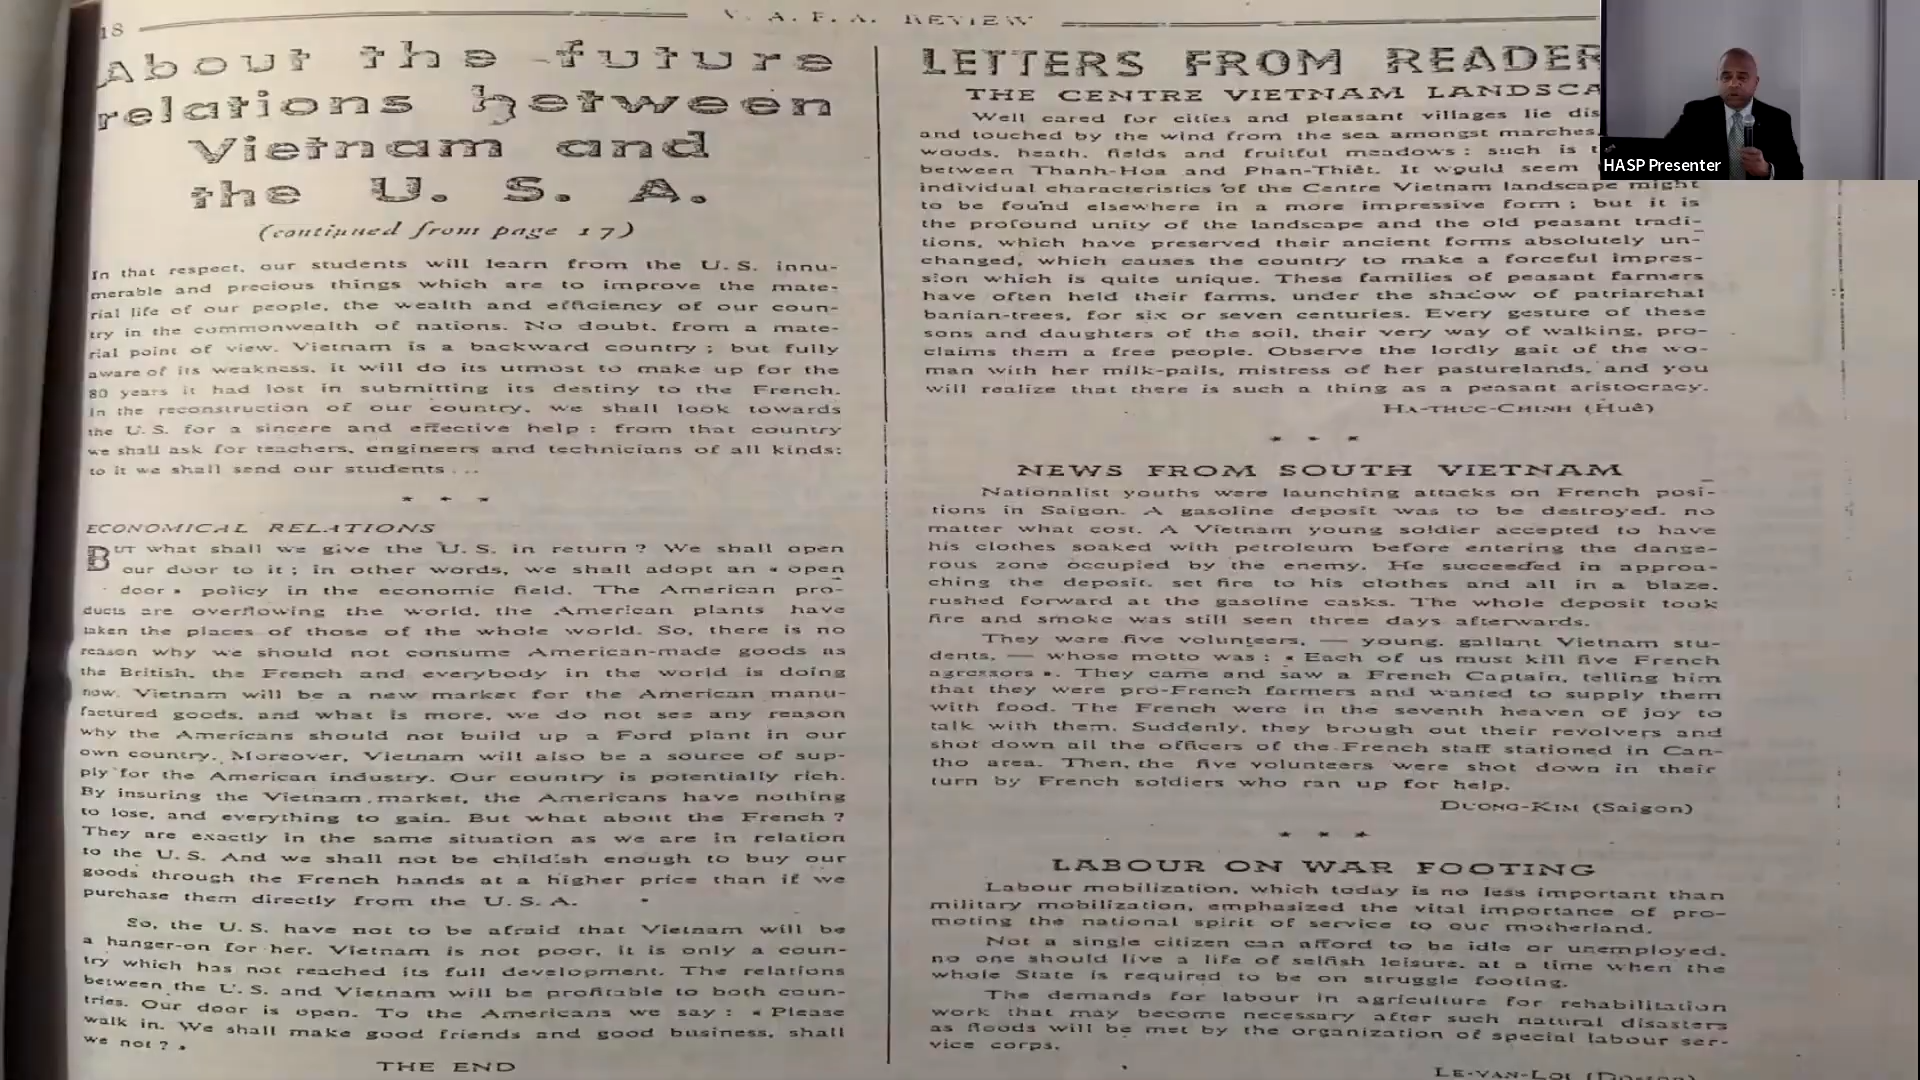 18
V. A. F. A. REVIEW
About the future
relations between
Vietnam and
the U. S. A.
(continued from page 17)
In that respect, our students will learn from the U. S. innu-
merable and precious things which are to improve the mate-
rial life of our people, the wealth and efficiency of our coun-
try in the commonwealth of nations. No doubt, from a mate-
rial point of view, Vietnam is a backward country ; but fully
aware of its weakness, it will do its utmost to make up for the
80 years it had lost in submitting its destiny to the French.
In the reconstruction of our country, we shall look towards
the U. S. for a sincere and effective help : from that country
we shall ask for teachers, engineers and technicians of all kinds:
to it we shall send our students ...
* * *
ECONOMICAL RELATIONS
BUT what shall we give the U. S. in return ? We shall open
our door to it ; in other words, we shall adopt an « open
door » policy in the economic field. The American pro-
ducts are overflowing the world, the American plants have
taken the places of those of the whole world. So, there is no
reason why we should not consume American-made goods as
the British, the French and everybody in the world is doing
now. Vietnam will be a new market for the American manu-
factured goods, and what is more, we do not see any reason
why the Americans should not build up a Ford plant in our
own country. Moreover, Vietnam will also be a source of sup-
ply for the American industry. Our country is potentially rich.
By insuring the Vietnam market, the Americans have nothing
to lose, and everything to gain. But what about the French ?
They are exactly in the same situation as we are in relation
to the U. S. And we shall not be childish enough to buy our
goods through the French hands at a higher price than if we
purchase them directly from the U. S. A.
So, the U. S. have not to be afraid that Vietnam will be
a hanger-on for her. Vietnam is not poor, it is only a coun-
try which has not reached its full development. The relations
between the U. S. and Vietnam will be profitable to both coun-
tries. Our door is open. To the Americans we say : « Please
walk in. We shall make good friends and good business, shall
we not ? »
THE END
LETTERS FROM READER
THE CENTRE VIETNAM LANDSCA
Well cared for cities and pleasant villages lie dis
and touched by the wind from the sea amongst marches,
woods, heath, fields and fruitful meadows : such is t
between Thanh-Hoa and Phan-Thiêt. It would seem
individual characteristics of the Centre Vietnam landscape might
to be found elsewhere in a more impressive form ; but it is
the profound unity of the landscape and the old peasant tradi-
tions, which have preserved their ancient forms absolutely un-
changed, which causes the country to make a forceful impres-
sion which is quite unique. These families of peasant farmers
have often held their farms, under the shadow of patriarchal
banian-trees, for six or seven centuries. Every gesture of these
sons and daughters of the soil, their very way of walking, pro-
claims them a free people. Observe the lordly gait of the wo-
man with her milk-pails, mistress of her pasturelands, and you
will realize that there is such a thing as a peasant aristocracy.
HA-THUC-CHINH (Huê)
* * *
NEWS FROM SOUTH VIETNAM
Nationalist youths were launching attacks on French posi-
tions in Saigon. A gasoline deposit was to be destroyed, no
matter what cost. A Vietnam young soldier accepted to have
his clothes soaked with petroleum before entering the dange-
rous zone occupied by the enemy. He succeeded in approa-
ching the deposit, set fire to his clothes and all in a blaze,
rushed forward at the gasoline casks. The whole deposit took
fire and smoke was still seen three days afterwards.
They were five volunteers, — young, gallant Vietnam stu-
dents, — whose motto was : « Each of us must kill five French
agressors ». They came and saw a French Captain, telling him
that they were pro-French farmers and wanted to supply them
with food. The French were in the seventh heaven of joy to
talk with them. Suddenly, they brough out their revolvers and
shot down all the officers of the French staff stationed in Can-
tho area. Then, the five volunteers were shot down in their
turn by French soldiers who ran up for help.
DUONG-KIM (Saigon)
* * *
LABOUR ON WAR FOOTING
Labour mobilization, which today is no less important than
military mobilization, emphasized the vital importance of pro-
moting the national spirit of service to our motherland.
Not a single citizen can afford to be idle or unemployed,
no one should live a life of selfish leisure, at a time when the
whole State is required to be on struggle footing.
The demands for labour in agriculture for rehabilitation
work that may become necessary after such natural disasters
as floods will be met by the organization of special labour ser-
vice corps.
LE-VAN-LOI
HASP Presenter